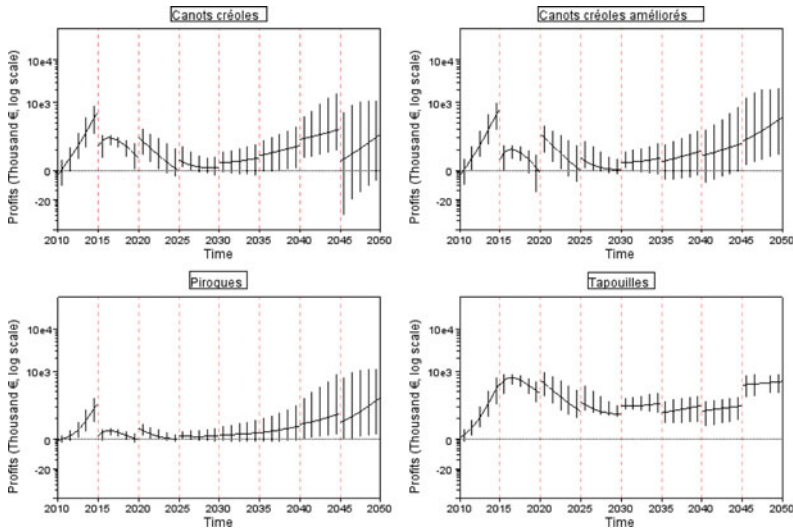 Canots créoles
Canots créoles améliorés
Profits (Thousand €, log scale)
10e4
10e3
0
-20
2010 2015 2020 2025 2030 2035 2040 2045 2050
Time
Profits (Thousand €, log scale)
10e4
10e3
0
-20
2010 2015 2020 2025 2030 2035 2040 2045 2050
Time
Pirogues
Tapouilles
Profits (Thousand €, log scale)
10e4
10e3
0
-20
2010 2015 2020 2025 2030 2035 2040 2045 2050
Time
Profits (Thousand €, log scale)
10e4
10e3
0
-20
2010 2015 2020 2025 2030 2035 2040 2045 2050
Time